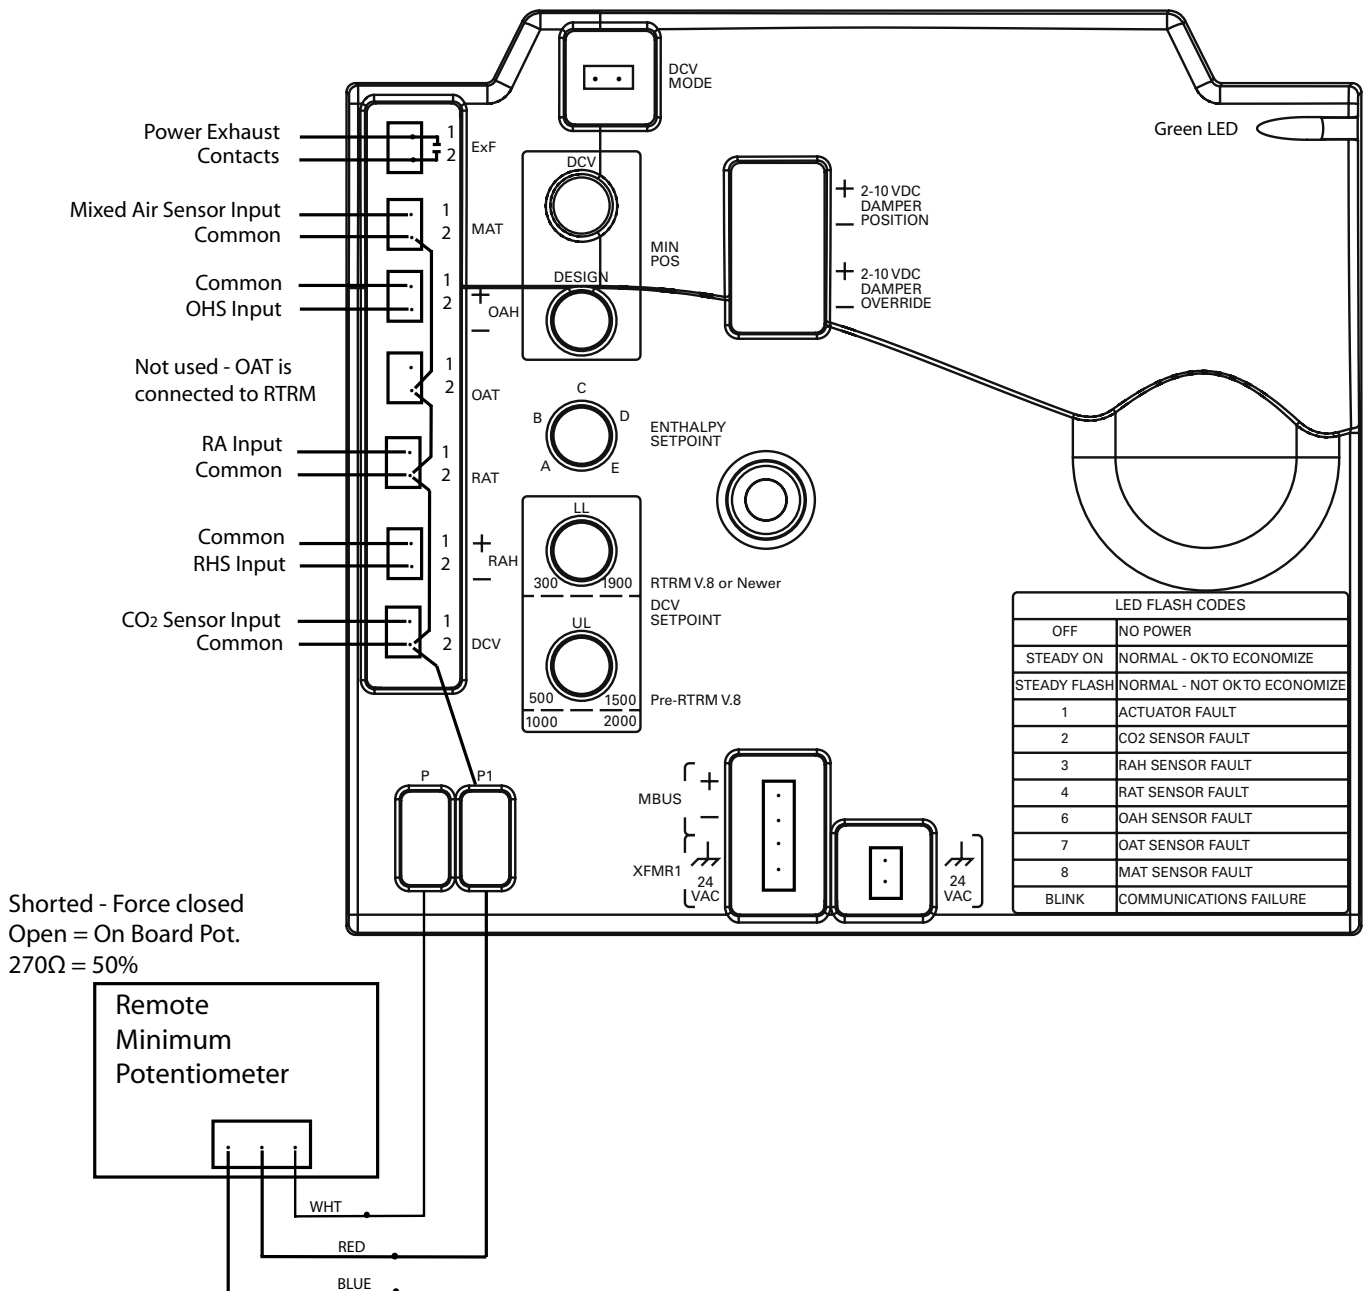 DCV
MODE
Green LED
Power Exhaust
Contacts
1
2
ExF
Mixed Air Sensor Input
Common
1
2
MAT
Common
OHS Input
1
2
+
OAH
—
Not used - OAT is
connected to RTRM
1
2
OAT
RA Input
Common
1
2
RAT
Common
RHS Input
1
2
+
RAH
—
CO2 Sensor Input
Common
1
2
DCV
DCV
MIN
POS
DESIGN
+ 2-10 VDC
DAMPER
— POSITION
+ 2-10 VDC
DAMPER
— OVERRIDE
C
B D
A E
ENTHALPY
SETPOINT
LL
300 1900
RTRM V.8 or Newer
DCV
SETPOINT
UL
500 1500
Pre-RTRM V.8
1000 2000
LED FLASH CODES
OFF NO POWER
STEADY ON NORMAL - OK TO ECONOMIZE
STEADY FLASH NORMAL - NOT OK TO ECONOMIZE
1 ACTUATOR FAULT
2 CO2 SENSOR FAULT
3 RAH SENSOR FAULT
4 RAT SENSOR FAULT
6 OAH SENSOR FAULT
7 OAT SENSOR FAULT
8 MAT SENSOR FAULT
BLINK COMMUNICATIONS FAILURE
P P1
MBUS
+
—
XFMR1
24
VAC
24
VAC
Shorted - Force closed
Open = On Board Pot.
270Ω = 50%
Remote
Minimum
Potentiometer
WHT
RED
BLUE